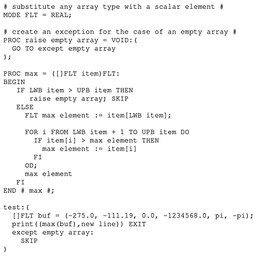 # substitute any array type with a scalar element #
MODE FLT = REAL;

# create an exception for the case of an empty array #
PROC raise empty array = VOID:(
  GO TO except empty array
);

PROC max = ([]FLT item)FLT:
BEGIN
  IF LWB item > UPB item THEN
    raise empty array; SKIP
  ELSE
    FLT max element := item[LWB item];

    FOR i FROM LWB item + 1 TO UPB item DO
      IF item[i] > max element THEN
        max element := item[i]
      FI
    OD;
    max element
  FI
END # max #;

test:(
  []FLT buf = (-275.0, -111.19, 0.0, -1234568.0, pi, -pi);
  print((max(buf),new line)) EXIT
  except empty array:
    SKIP
)